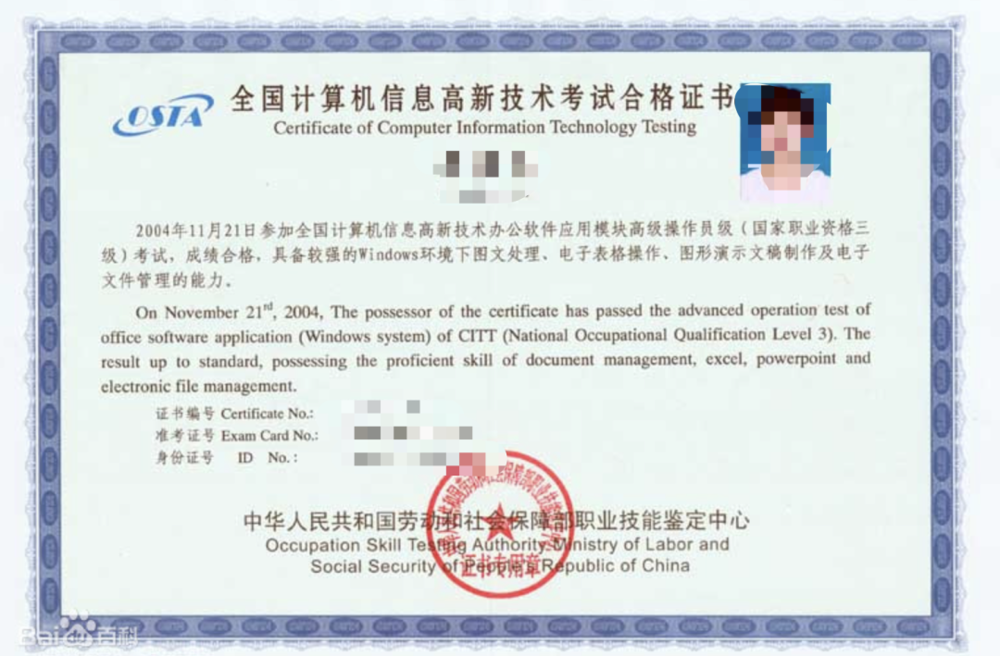 OSTA
全国计算机信息高新技术考试合格证书
Certificate of Computer Information Technology Testing
2004年11月21日参加全国计算机信息高新技术办公软件应用模块高级操作员级（国家职业资格三
级）考试，成绩合格，具备较强的Windows环境下图文处理、电子表格操作、图形演示文稿制作及电子
文件管理的能力。
On November 21rd, 2004, The possessor of the certificate has passed the advanced operation test of
office software application (Windows system) of CITT (National Occupational Qualification Level 3). The
result up to standard, possessing the proficient skill of document management, excel, powerpoint and
electronic file management.
证书编号 Certificate No.:
准考证号 Exam Card No.:
身份证号 ID No.:
中华人民共和国劳动和社会保障部职业技能鉴定中心
Occupation Skill Testing Authority, Ministry of Labor and
Social Security of People's Republic of China
证书专用章
Baidu百科